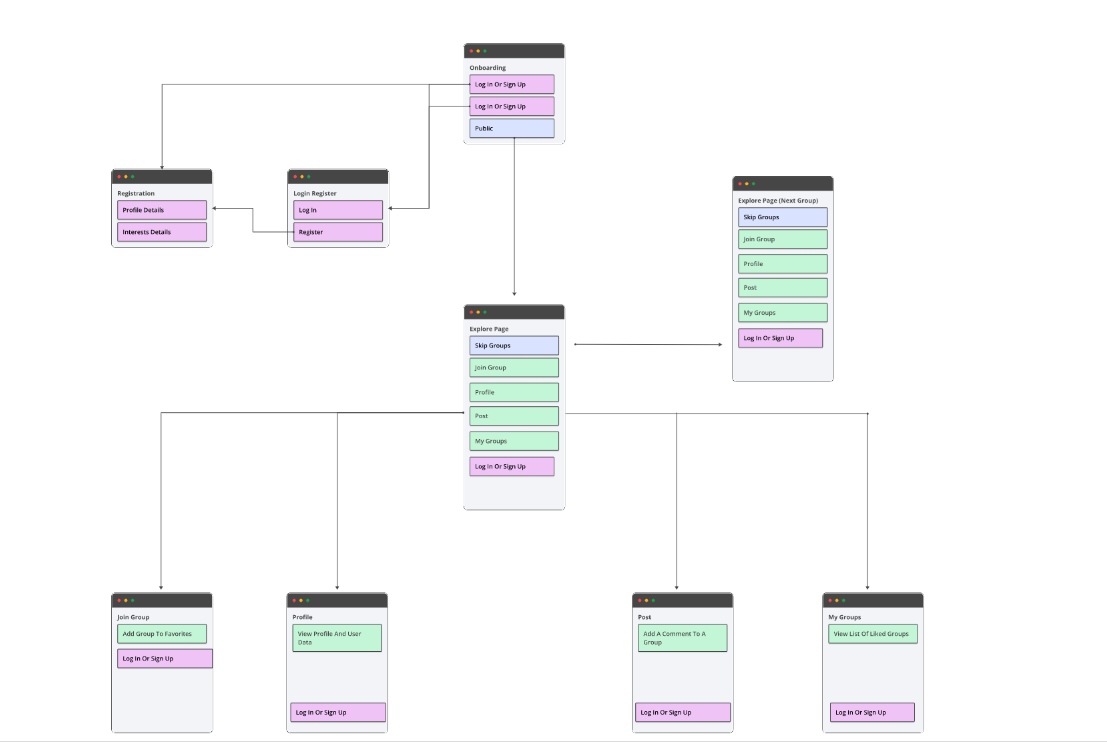 Onboarding
Log In Or Sign Up
Log In Or Sign Up
Public
Registration
Profile Details
Interests Details
Login Register
Log In
Register
Explore Page (Next Group)
Skip Groups
Join Group
Profile
Post
My Groups
Log In Or Sign Up
Explore Page
Skip Groups
Join Group
Profile
Post
My Groups
Log In Or Sign Up
Join Group
Add Group To Favorites
Log In Or Sign Up
Profile
View Profile And User
Data
Log In Or Sign Up
Post
Add A Comment To A
Group
Log In Or Sign Up
My Groups
View List Of Liked Groups
Log In Or Sign Up